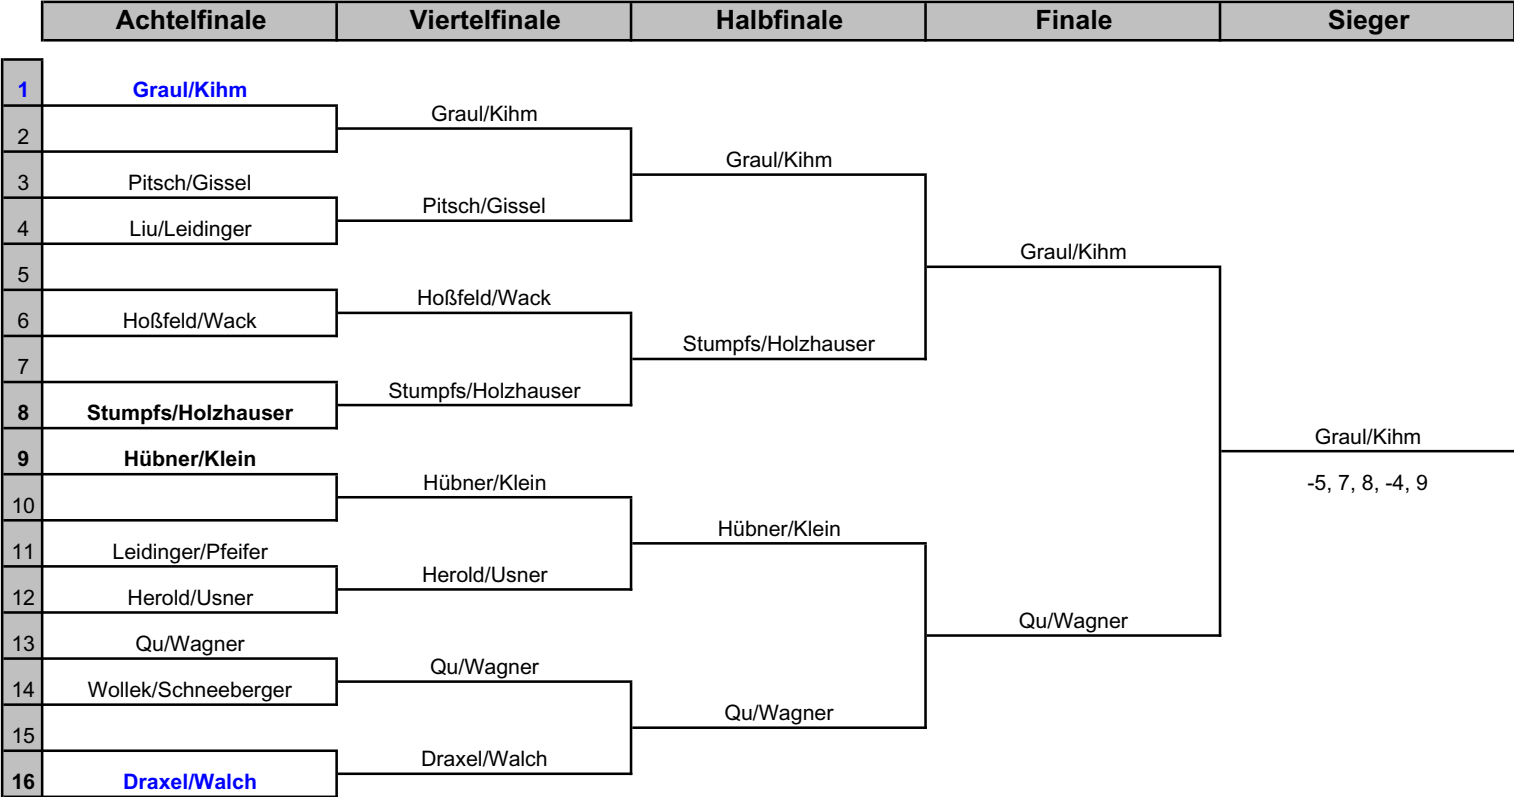 Achtelfinale Viertelfinale Halbfinale Finale Sieger
1 Graul/Kihm
Graul/Kihm
2
Graul/Kihm
3 Pitsch/Gissel
Pitsch/Gissel
4 Liu/Leidinger
Graul/Kihm
5
Hoßfeld/Wack
6 Hoßfeld/Wack
Stumpfs/Holzhauser
7
Stumpfs/Holzhauser
8 Stumpfs/Holzhauser
Graul/Kihm
9 Hübner/Klein
Hübner/Klein -5, 7, 8, -4, 9
10
Hübner/Klein
11 Leidinger/Pfeifer
Herold/Usner
12 Herold/Usner
Qu/Wagner
13 Qu/Wagner
Qu/Wagner
14 Wollek/Schneeberger
Qu/Wagner
15
Draxel/Walch
16 Draxel/Walch